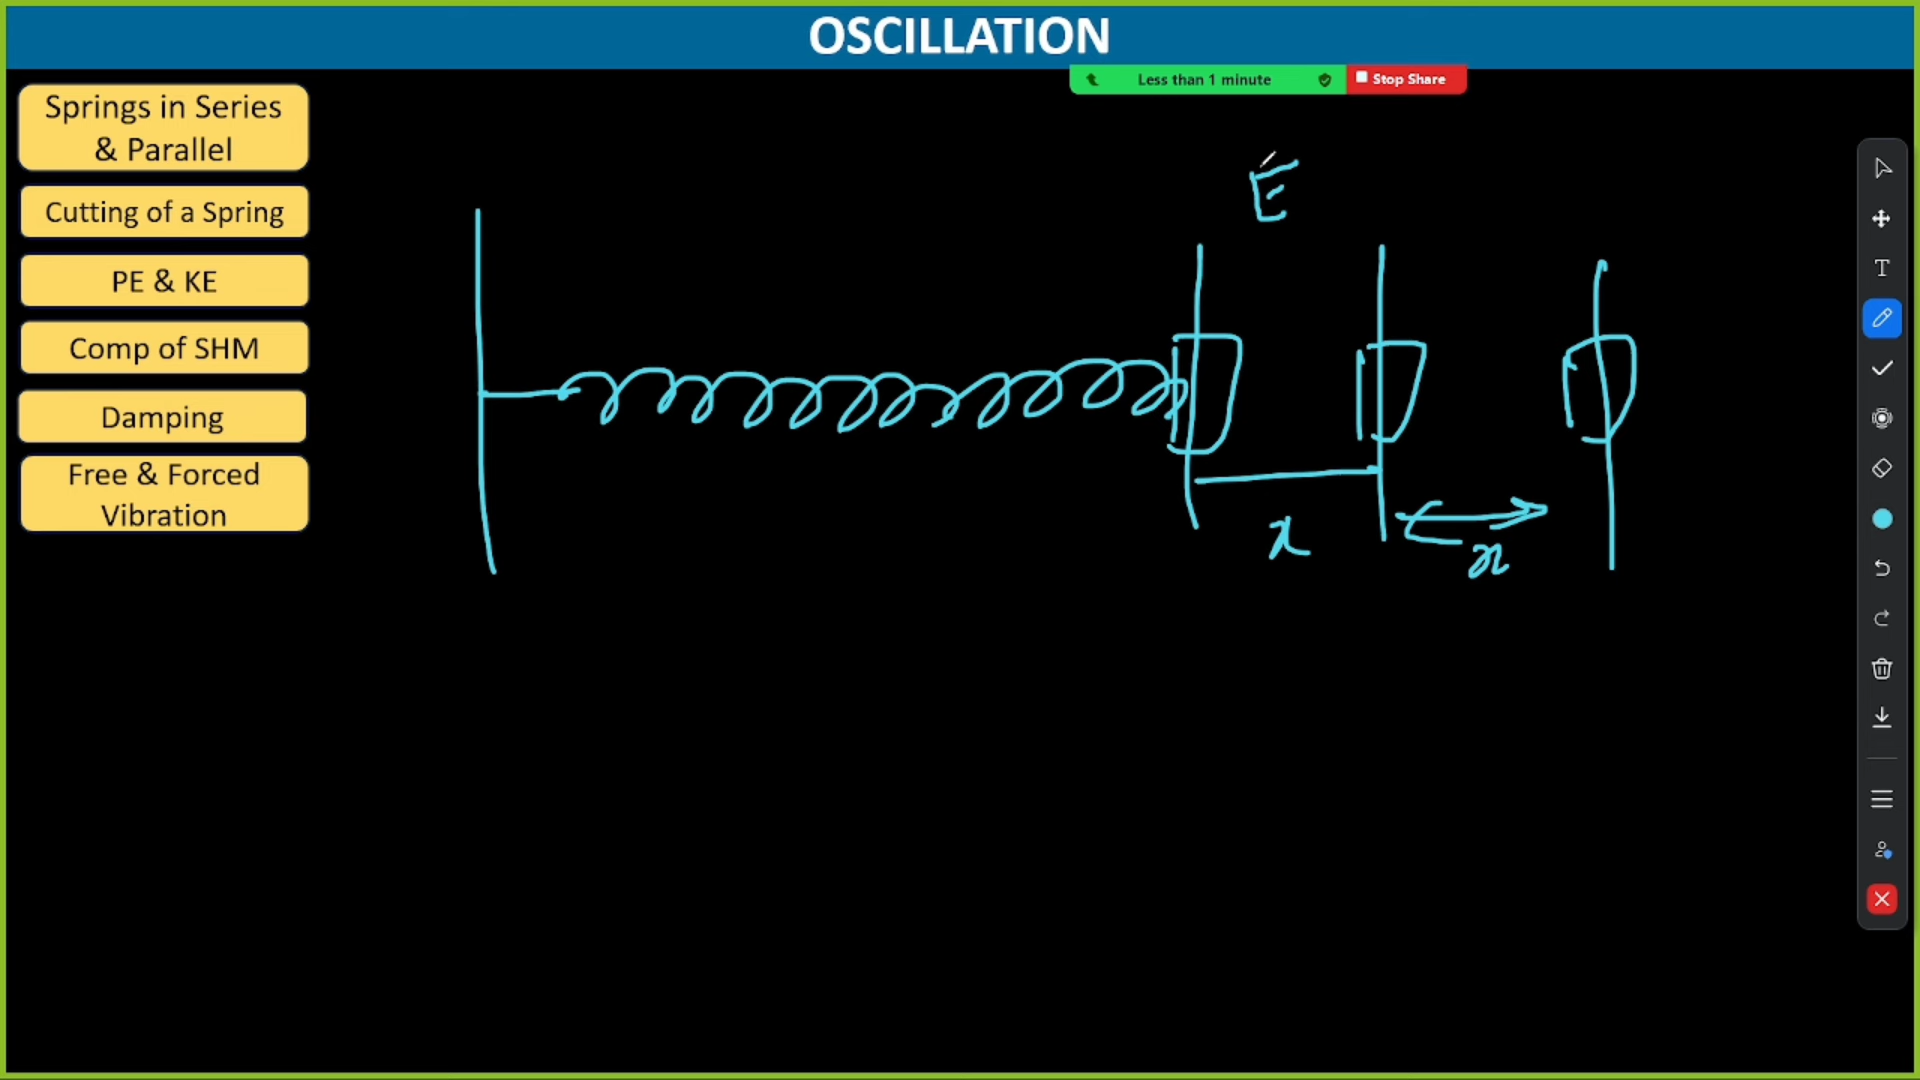 OSCILLATION
Less than 1 minute
Stop Share
Springs in Series
& Parallel
Cutting of a Spring
PE & KE
Comp of SHM
Damping
Free & Forced
Vibration
E
x
x
T